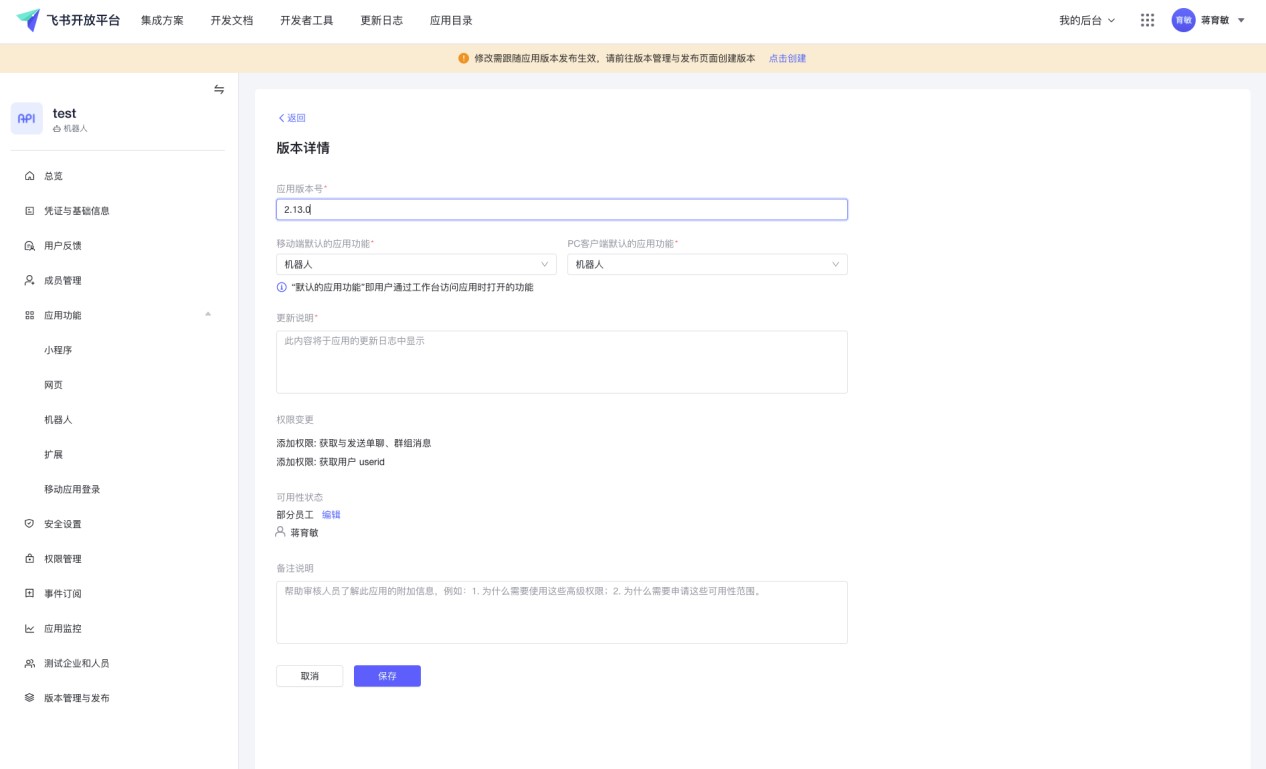 飞书开放平台 集成方案 开发文档 开发者工具 更新日志 应用目录 我的后台 育敏 蒋育敏
修改需跟随应用版本发布生效，请前往版本管理与发布页面创建版本 点击创建
API
test
机器人
总览
凭证与基础信息
用户反馈
成员管理
应用功能
小程序
网页
机器人
扩展
移动应用登录
安全设置
权限管理
事件订阅
应用监控
测试企业和人员
版本管理与发布
返回
版本详情
应用版本号*
2.13.0
移动端默认的应用功能* PC客户端默认的应用功能*
机器人 机器人
“默认的应用功能”即用户通过工作台访问应用时打开的功能
更新说明*
此内容将于应用的更新日志中显示
权限变更
添加权限: 获取与发送单聊、群组消息
添加权限: 获取用户 userid
可用性状态
部分员工 编辑
蒋育敏
备注说明
帮助审核人员了解此应用的附加信息，例如：1. 为什么需要使用这些高级权限；2. 为什么需要申请这些可用性范围。
取消 保存